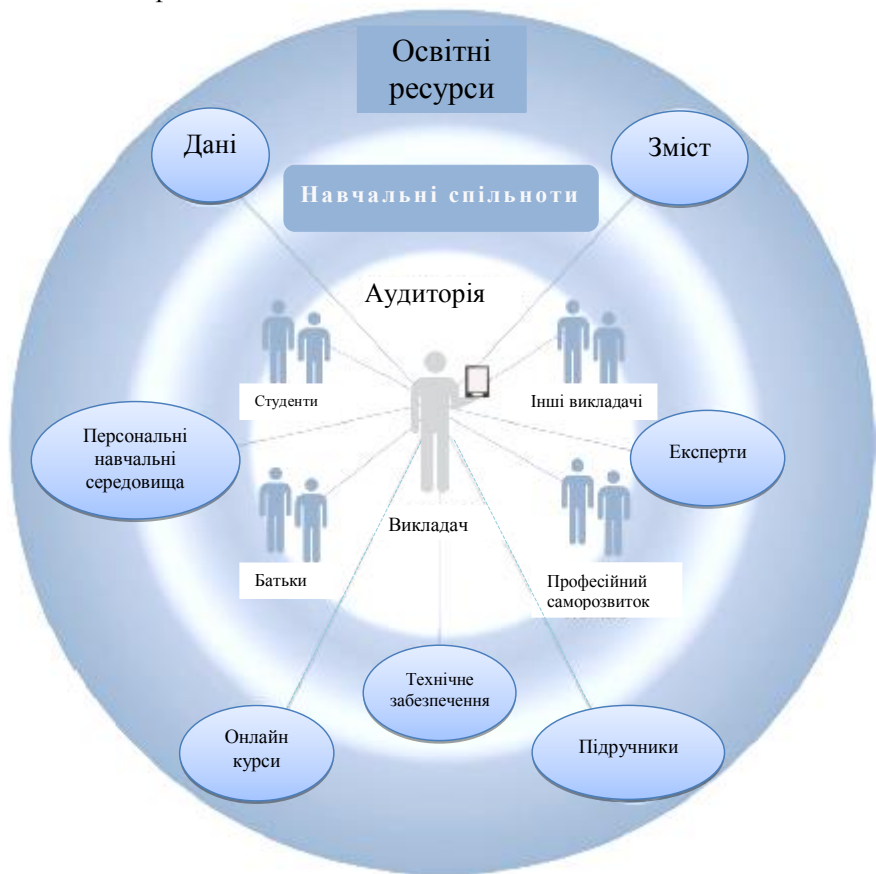 Освітні
ресурси
Дані
Зміст
Навчальні спільноти
Аудиторія
Студенти
Інші викладачі
Персональні
навчальні
середовища
Експерти
Викладач
Батьки
Професійний
саморозвиток
Технічне
забезпечення
Онлайн
курси
Підручники